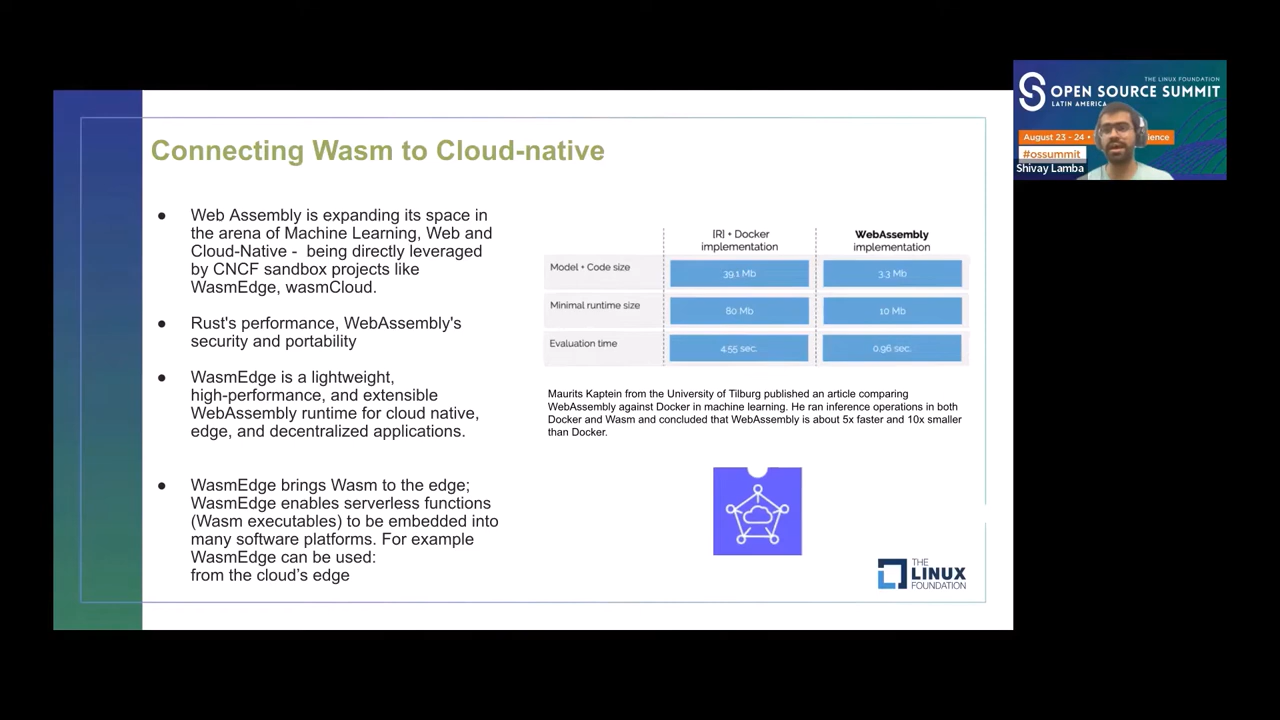 Connecting Wasm to Cloud-native
● Web Assembly is expanding its space in
the arena of Machine Learning, Web and
Cloud-Native - being directly leveraged
by CNCF sandbox projects like
WasmEdge, wasmCloud.
● Rust's performance, WebAssembly's
security and portability
● WasmEdge is a lightweight,
high-performance, and extensible
WebAssembly runtime for cloud native,
edge, and decentralized applications.
● WasmEdge brings Wasm to the edge;
WasmEdge enables serverless functions
(Wasm executables) to be embedded into
many software platforms. For example
WasmEdge can be used:
from the cloud's edge
[R] + Docker
implementation
WebAssembly
implementation
Model + Code size 39.1 Mb 3.3 Mb
Minimal runtime size 80 Mb 10 Mb
Evaluation time 4.55 sec. 0.96 sec.
Maurits Kaptein from the University of Tilburg published an article comparing
WebAssembly against Docker in machine learning. He ran inference operations in both
Docker and Wasm and concluded that WebAssembly is about 5x faster and 10x smaller
than Docker.
THE
LINUX
FOUNDATION
THE LINUX FOUNDATION
OPEN SOURCE SUMMIT
LATIN AMERICA
August 23 - 24 • ience
#ossummit
Shivay Lamba